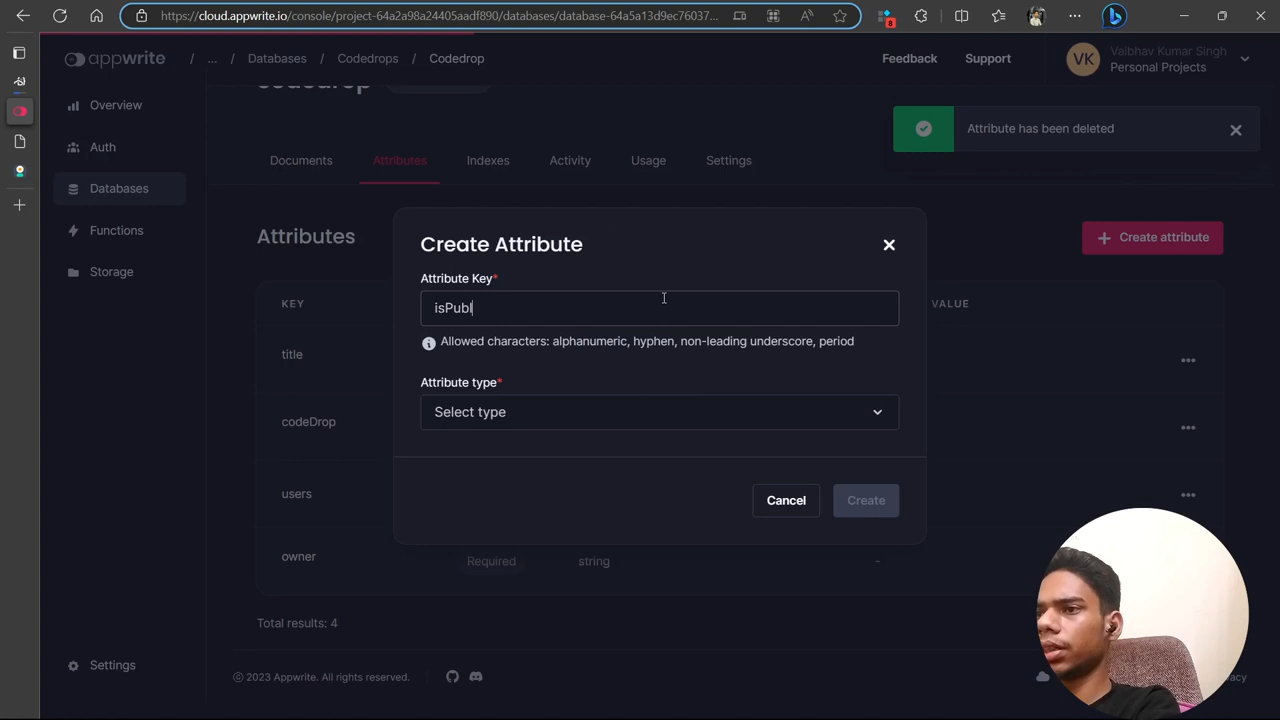 https://cloud.appwrite.io/console/project-64a2a98a24405aadf890/databases/database-64a5a13d9ec76037...
8
appwrite / ... / Databases / Codedrops / Codedrop
Feedback Support
VK Vaibhav Kumar Singh
Personal Projects
Overview
Auth
Databases
Functions
Storage
Settings
Codedrop
Attribute has been deleted
Documents Attributes Indexes Activity Usage Settings
Attributes
Create attribute
KEY VALUE
title
codeDrop
users
owner Required string -
Total results: 4
Create Attribute
Attribute Key*
isPubl
Allowed characters: alphanumeric, hyphen, non-leading underscore, period
Attribute type*
Select type
Cancel Create
© 2023 Appwrite. All rights reserved.